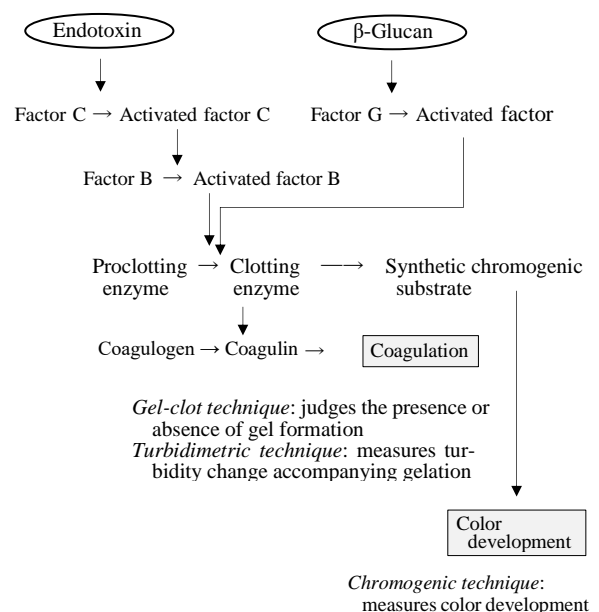 Endotoxin
β-Glucan
Factor C → Activated factor C
Factor G → Activated factor
Factor B → Activated factor B
Proclotting enzyme → Clotting enzyme ⟶ Synthetic chromogenic substrate
Coagulogen → Coagulin → Coagulation
Gel-clot technique: judges the presence or
absence of gel formation
Turbidimetric technique: measures tur-
bidity change accompanying gelation
Color
development
Chromogenic technique:
measures color development